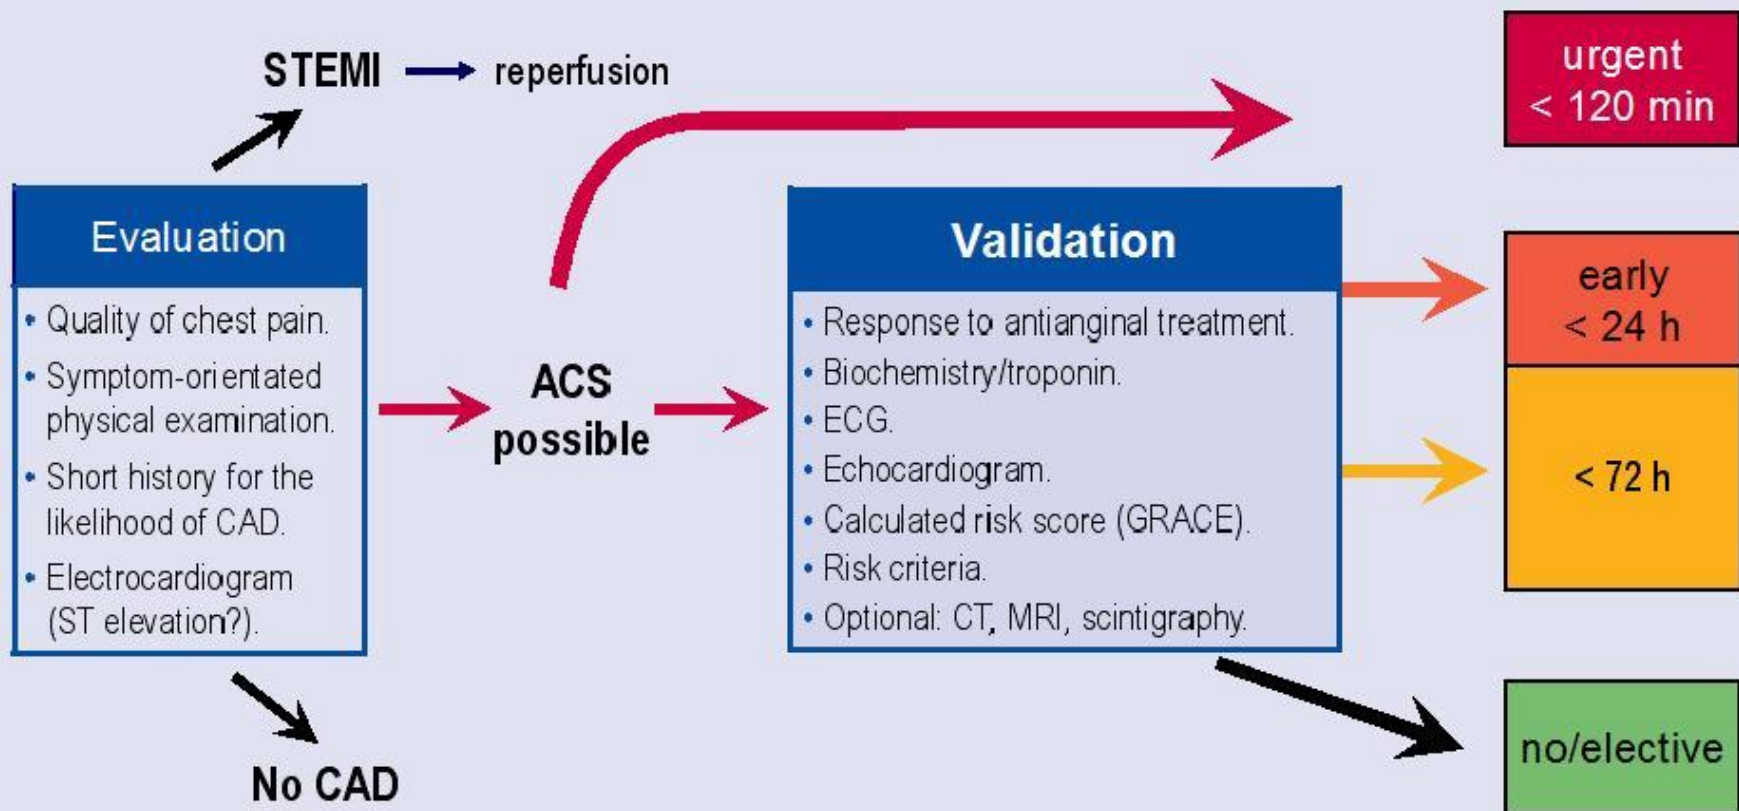 STEMI
reperfusion
urgent
< 120 min
Evaluation
• Quality of chest pain.
• Symptom-orientated
physical examination.
• Short history for the
likelihood of CAD.
• Electrocardiogram
(ST elevation?).
ACS
possible
Validation
• Response to antianginal treatment.
• Biochemistry/troponin.
• ECG.
• Echocardiogram.
• Calculated risk score (GRACE).
• Risk criteria.
• Optional: CT, MRI, scintigraphy.
early
< 24 h
< 72 h
no/elective
No CAD